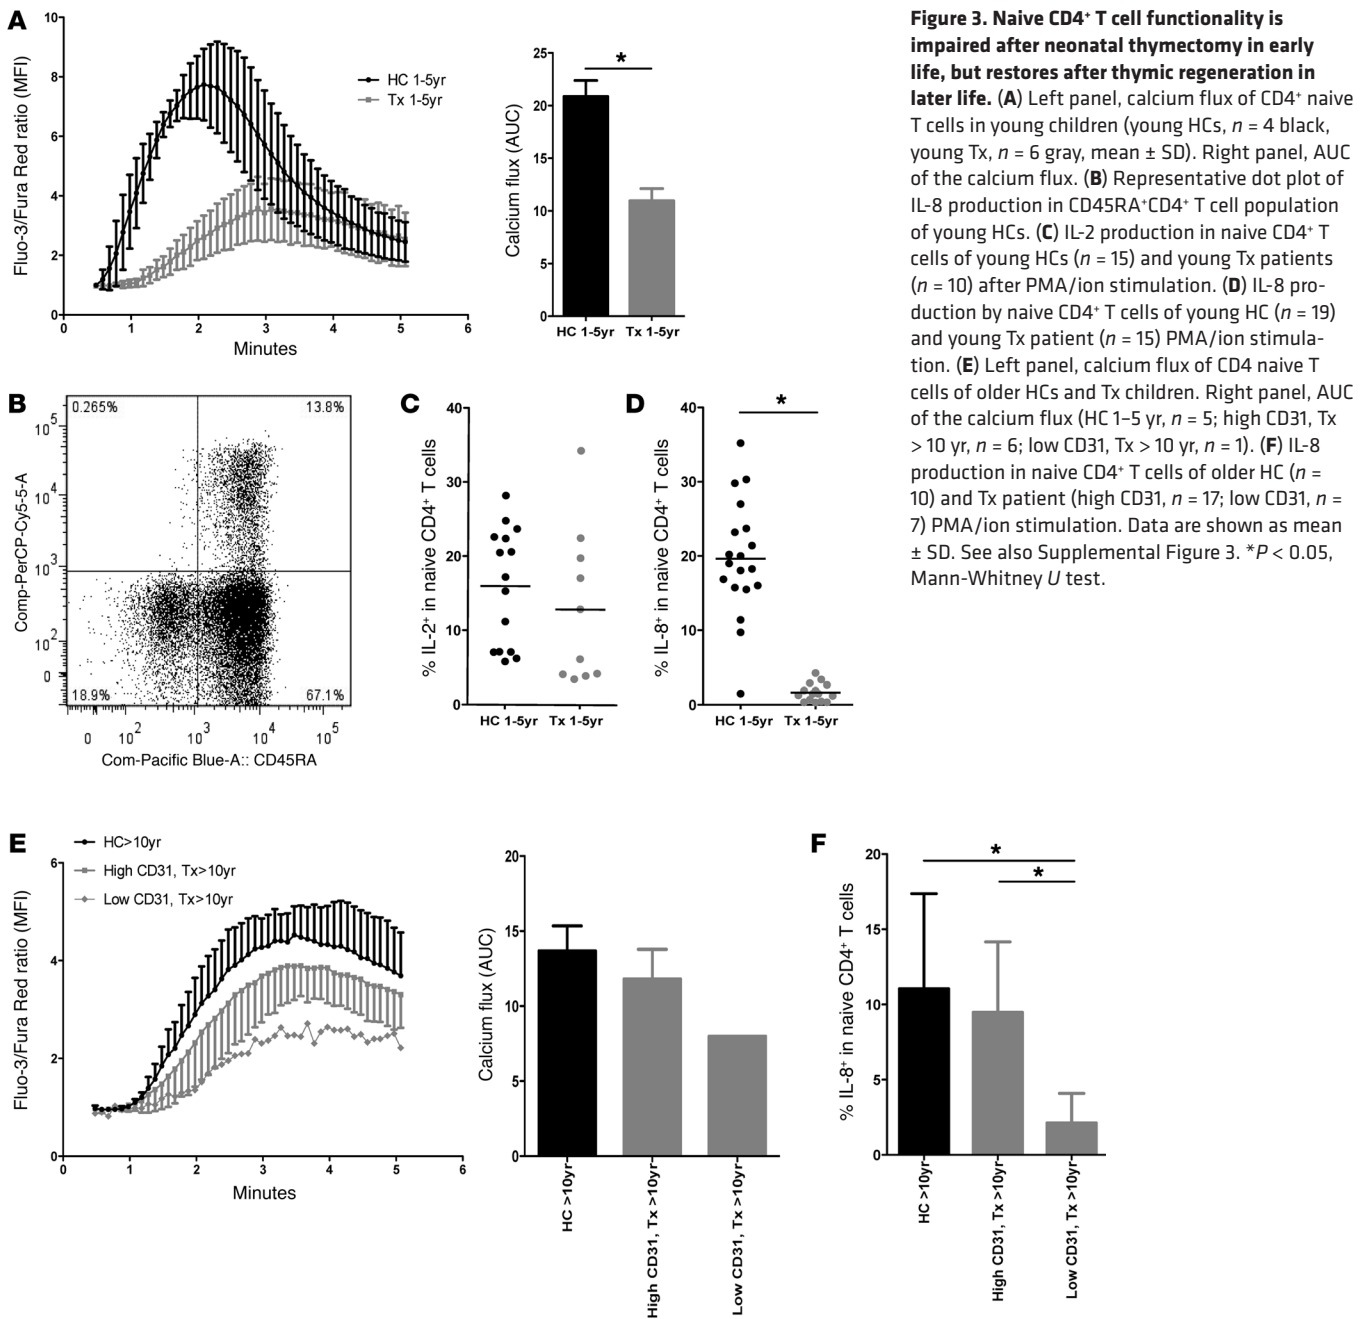 A
10
8
6
4
2
0
Fluo-3/Fura Red ratio (MFI)
HC 1-5yr
Tx 1-5yr
0 1 2 3 4 5 6
Minutes
25
20
15
10
5
0
Calcium flux (AUC)
*
HC 1-5yr Tx 1-5yr
Figure 3. Naive CD4⁺ T cell functionality is
impaired after neonatal thymectomy in early
life, but restores after thymic regeneration in
later life. (A) Left panel, calcium flux of CD4⁺ naive
T cells in young children (young HCs, n = 4 black,
young Tx, n = 6 gray, mean ± SD). Right panel, AUC
of the calcium flux. (B) Representative dot plot of
IL-8 production in CD45RA⁺CD4⁺ T cell population
of young HCs. (C) IL-2 production in naive CD4⁺ T
cells of young HCs (n = 15) and young Tx patients
(n = 10) after PMA/ion stimulation. (D) IL-8 pro-
duction by naive CD4⁺ T cells of young HC (n = 19)
and young Tx patient (n = 15) PMA/ion stimula-
tion. (E) Left panel, calcium flux of CD4 naive T
cells of older HCs and Tx children. Right panel, AUC
of the calcium flux (HC 1–5 yr, n = 5; high CD31, Tx
> 10 yr, n = 6; low CD31, Tx > 10 yr, n = 1). (F) IL-8
production in naive CD4⁺ T cells of older HC (n =
10) and Tx patient (high CD31, n = 17; low CD31, n =
7) PMA/ion stimulation. Data are shown as mean
± SD. See also Supplemental Figure 3. *P < 0.05,
Mann-Whitney U test.
B
0.265% 13.8%
18.9% 67.1%
10⁵
10⁴
10³
10²
0
Comp-PerCP-Cy5-5-A
0 10² 10³ 10⁴ 10⁵
Com-Pacific Blue-A:: CD45RA
C
40
30
20
10
0
% IL-2⁺ in naive CD4⁺ T cells
HC 1-5yr Tx 1-5yr
D
40
30
20
10
0
% IL-8⁺ in naive CD4⁺ T cells
*
HC 1-5yr Tx 1-5yr
E
HC>10yr
High CD31, Tx>10yr
Low CD31, Tx>10yr
6
4
2
0
Fluo-3/Fura Red ratio (MFI)
0 1 2 3 4 5 6
Minutes
20
15
10
5
0
Calcium flux (AUC)
HC >10yr
High CD31, Tx >10yr
Low CD31, Tx >10yr
F
20
15
10
5
0
% IL-8⁺ in naive CD4⁺ T cells
*
*
HC >10yr
High CD31, Tx >10yr
Low CD31, Tx >10yr